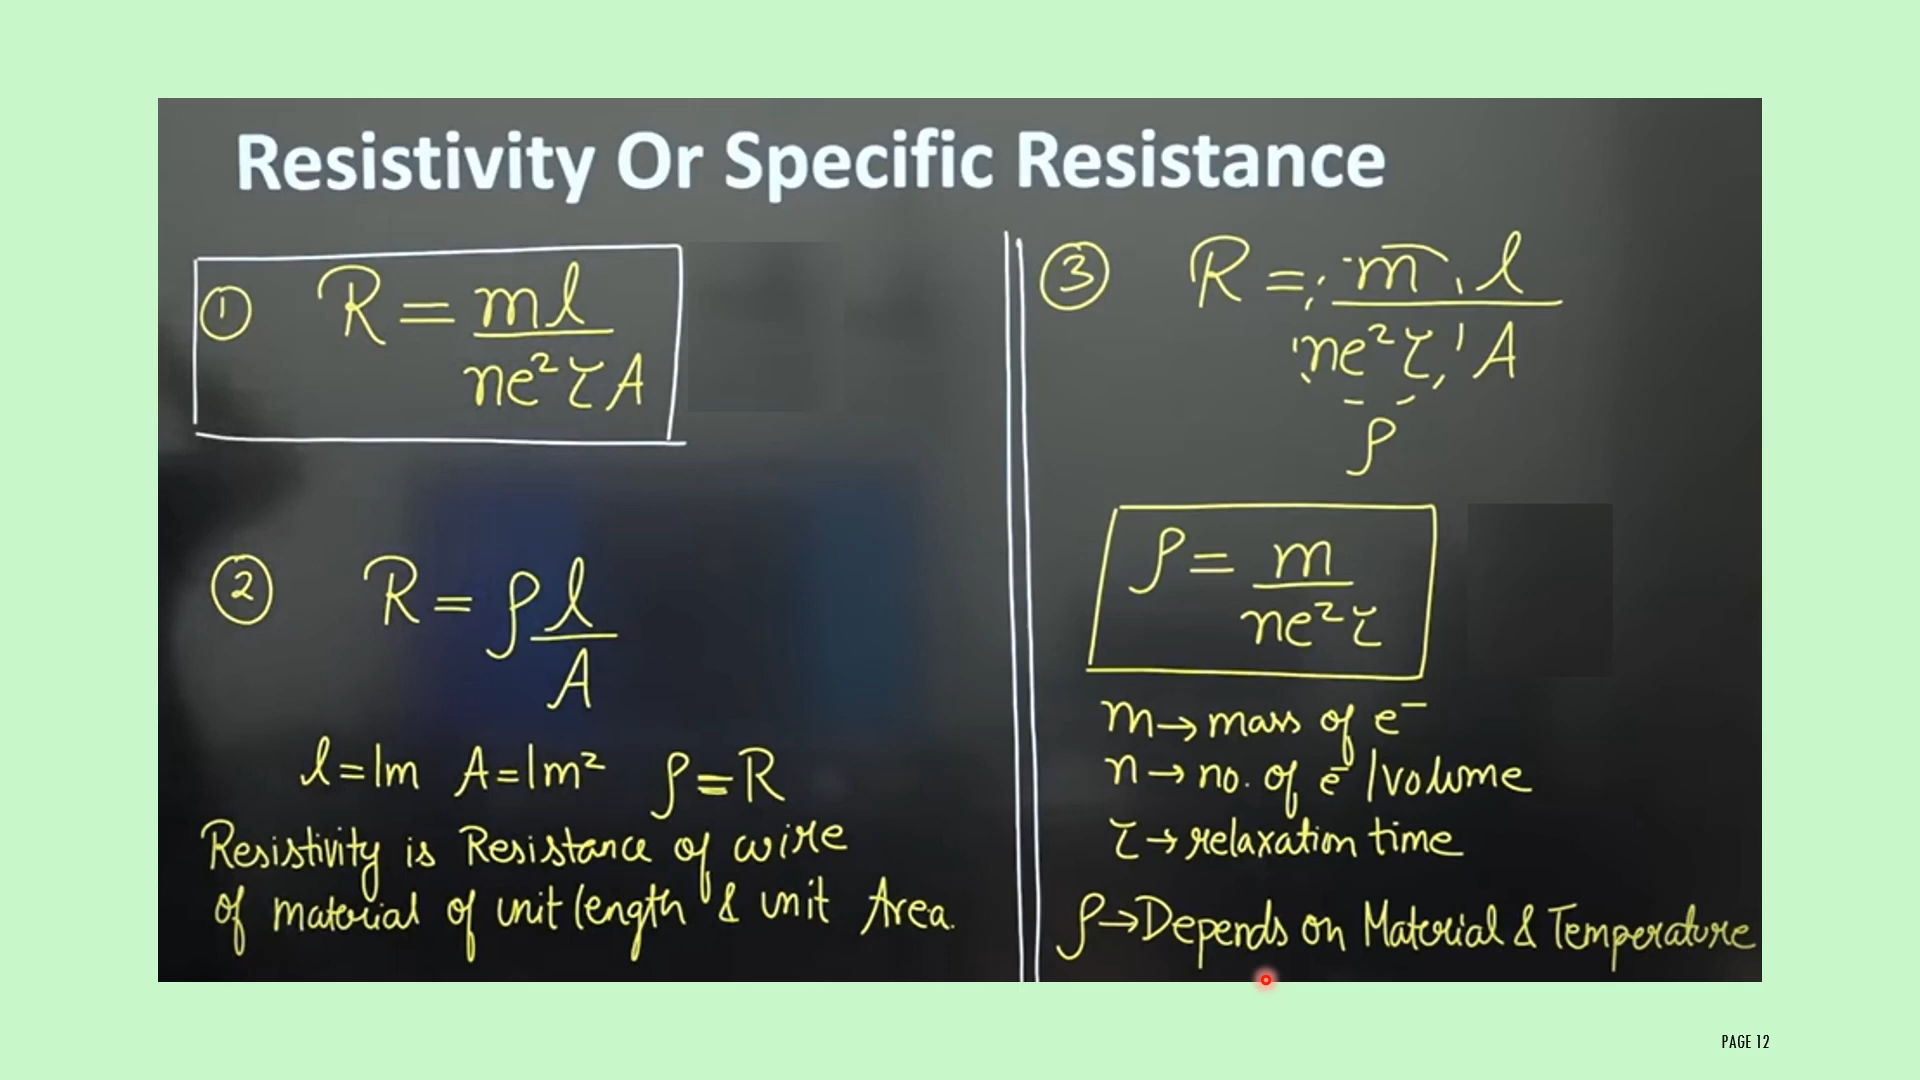 Resistivity Or Specific Resistance
① R = ml / ne²τA
② R = ρ l / A
l = 1m A = 1m² ρ = R
Resistivity is Resistance of wire
of material of unit length & unit Area.
③ R = m l / ne²τ A
ρ
ρ = m / ne²τ
m → mass of e⁻
n → no. of e⁻ /volume
τ → relaxation time
ρ → Depends on Material & Temperature
PAGE 12